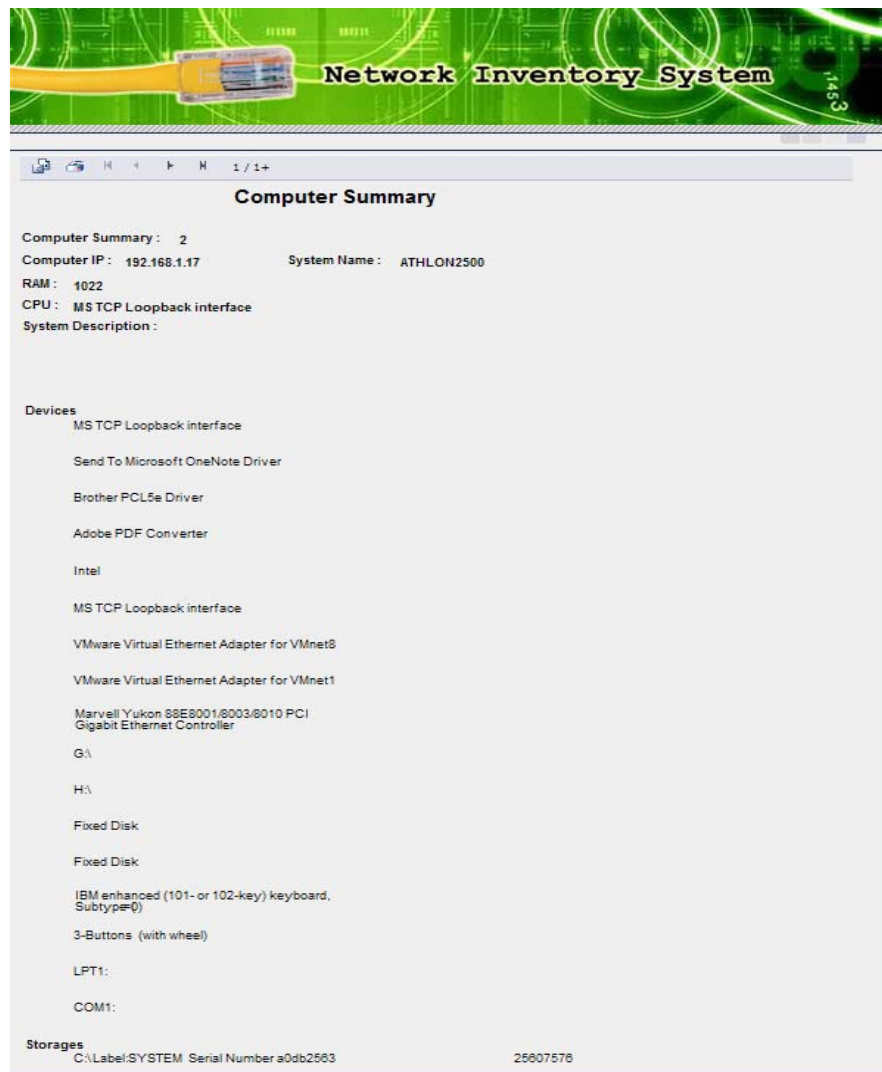 Network Inventory System
1453
1 / 1+
Computer Summary
Computer Summary : 2
Computer IP : 192.168.1.17 System Name : ATHLON2500
RAM : 1022
CPU : MS TCP Loopback interface
System Description :
Devices
MS TCP Loopback interface
Send To Microsoft OneNote Driver
Brother PCL5e Driver
Adobe PDF Converter
Intel
MS TCP Loopback interface
VMware Virtual Ethernet Adapter for VMnet8
VMware Virtual Ethernet Adapter for VMnet1
Marvell Yukon 88E8001/8003/8010 PCI
Gigabit Ethernet Controller
G:\
H:\
Fixed Disk
Fixed Disk
IBM enhanced (101- or 102-key) keyboard,
Subtype=0)
3-Buttons (with wheel)
LPT1:
COM1:
Storages
C:\Label:SYSTEM Serial Number a0db2563 25607576